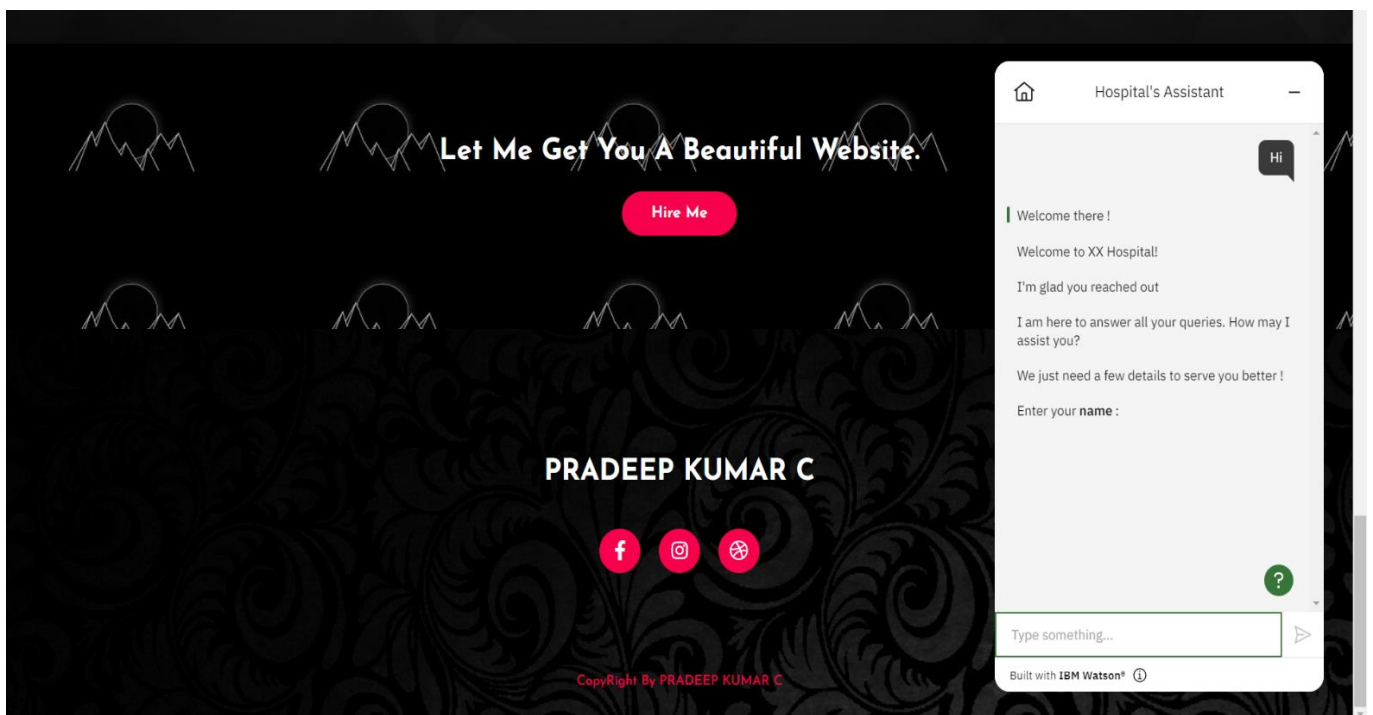 Let Me Get You A Beautiful Website.
Hire Me
PRADEEP KUMAR C
CopyRight By PRADEEP KUMAR C
Hospital's Assistant
Hi
Welcome there !
Welcome to XX Hospital!
I'm glad you reached out
I am here to answer all your queries. How may I
assist you?
We just need a few details to serve you better !
Enter your name :
?
Type something...
Built with IBM Watson®